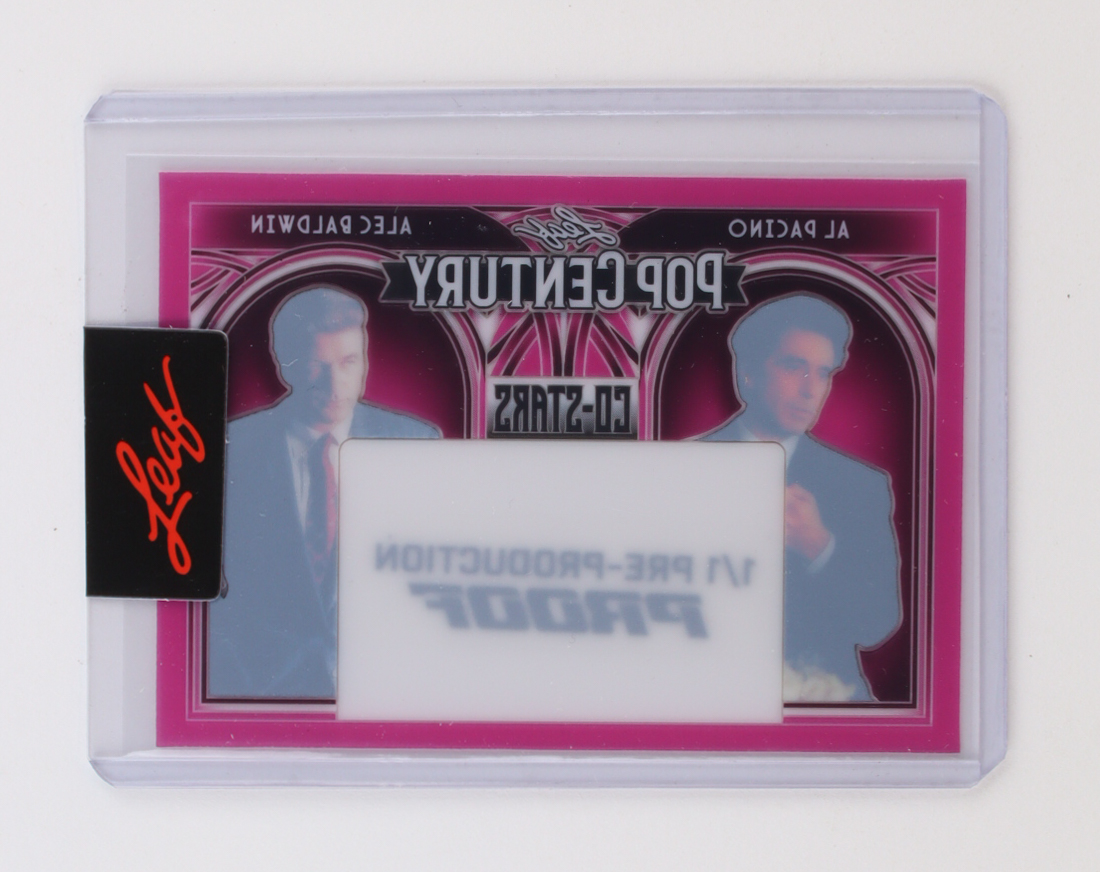 AL PACINO
Leaf
ALEC BALDWIN
POP CENTURY
CO-STARS
1/1 PRE-PRODUCTION
PROOF
Leaf